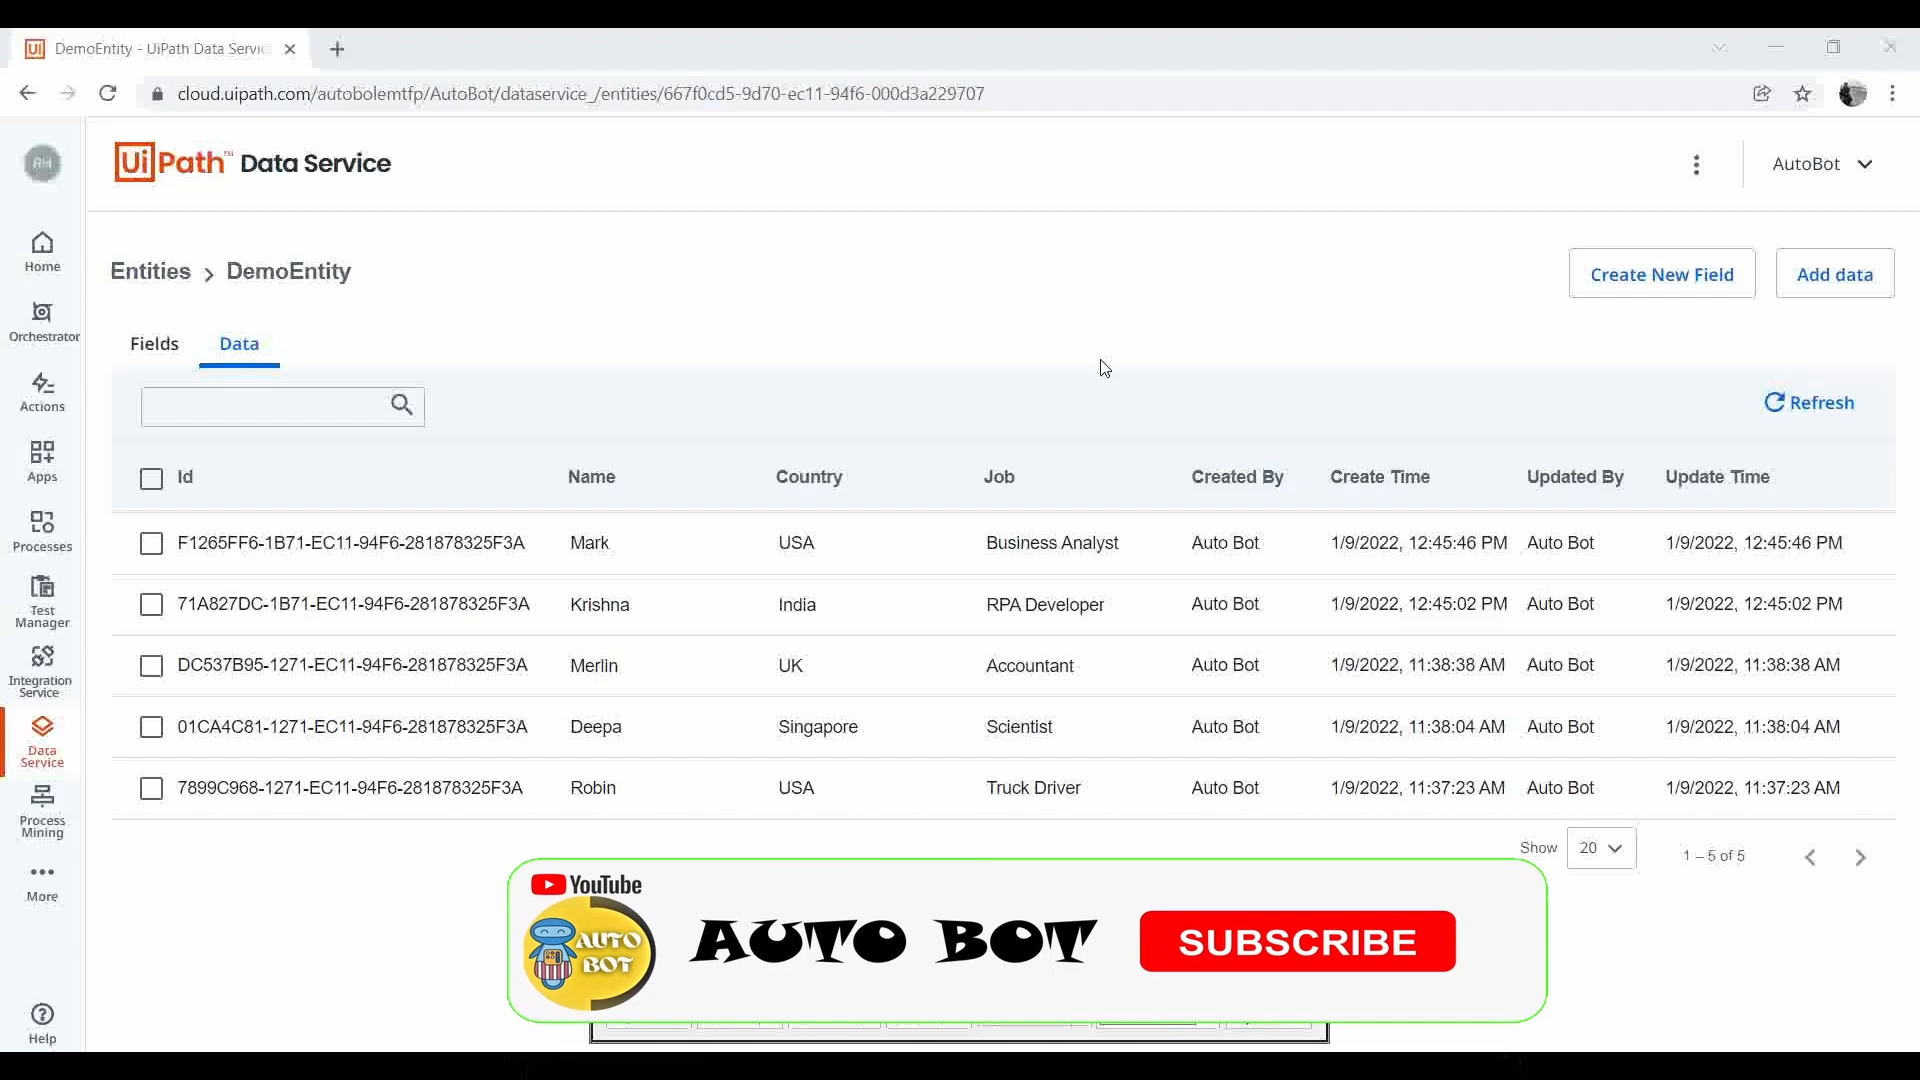 DemoEntity - UiPath Data Servic
cloud.uipath.com/autobolemtfp/AutoBot/dataservice_/entities/667f0cd5-9d70-ec11-94f6-000d3a229707
RH
UiPath™ Data Service
AutoBot
Home
Orchestrator
Actions
Apps
Processes
Test
Manager
Integration
Service
Data
Service
Process
Mining
More
Help
Entities > DemoEntity
Create New Field
Add data
Fields Data
Refresh
Id Name Country Job Created By Create Time Updated By Update Time
F1265FF6-1B71-EC11-94F6-281878325F3A Mark USA Business Analyst Auto Bot 1/9/2022, 12:45:46 PM Auto Bot 1/9/2022, 12:45:46 PM
71A827DC-1B71-EC11-94F6-281878325F3A Krishna India RPA Developer Auto Bot 1/9/2022, 12:45:02 PM Auto Bot 1/9/2022, 12:45:02 PM
DC537B95-1271-EC11-94F6-281878325F3A Merlin UK Accountant Auto Bot 1/9/2022, 11:38:38 AM Auto Bot 1/9/2022, 11:38:38 AM
01CA4C81-1271-EC11-94F6-281878325F3A Deepa Singapore Scientist Auto Bot 1/9/2022, 11:38:04 AM Auto Bot 1/9/2022, 11:38:04 AM
7899C968-1271-EC11-94F6-281878325F3A Robin USA Truck Driver Auto Bot 1/9/2022, 11:37:23 AM Auto Bot 1/9/2022, 11:37:23 AM
Show 20 1 – 5 of 5
YouTube
AUTO
BOT
AUTO BOT
SUBSCRIBE